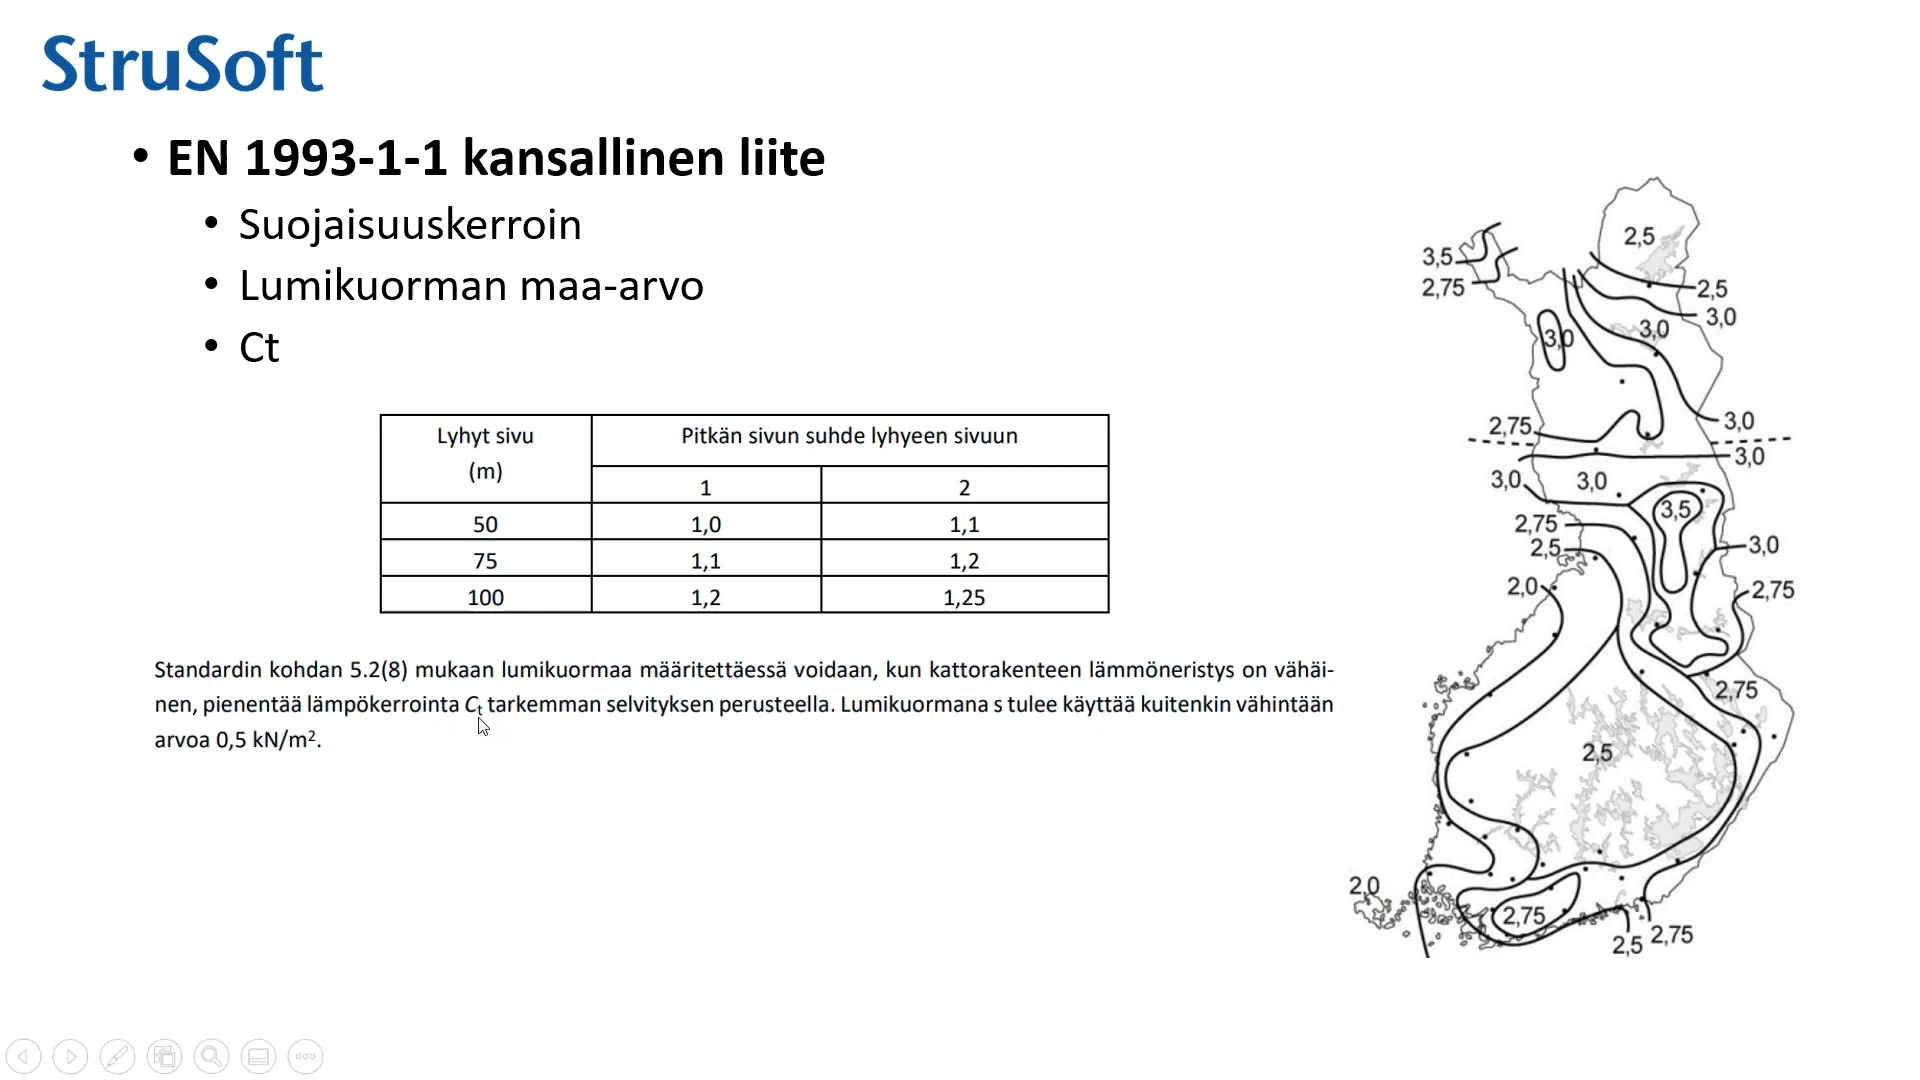 StruSoft
• EN 1993-1-1 kansallinen liite
• Suojaisuuskerroin
• Lumikuorman maa-arvo
• Ct
Lyhyt sivu
(m)
Pitkän sivun suhde lyhyeen sivuun
1 2
50 1,0 1,1
75 1,1 1,2
100 1,2 1,25
Standardin kohdan 5.2(8) mukaan lumikuormaa määritettäessä voidaan, kun kattorakenteen lämmöneristys on vähäi-
nen, pienentää lämpökerrointa Ct tarkemman selvityksen perusteella. Lumikuormana s tulee käyttää kuitenkin vähintään
arvoa 0,5 kN/m².
2,5
3,5
2,75
2,5
3,0
3,0
3,0
3,0
2,75
3,0
3,0
3,0
3,5
2,75
2,5
3,0
2,0
2,75
2,75
2,5
2,0
2,75
2,5
2,75